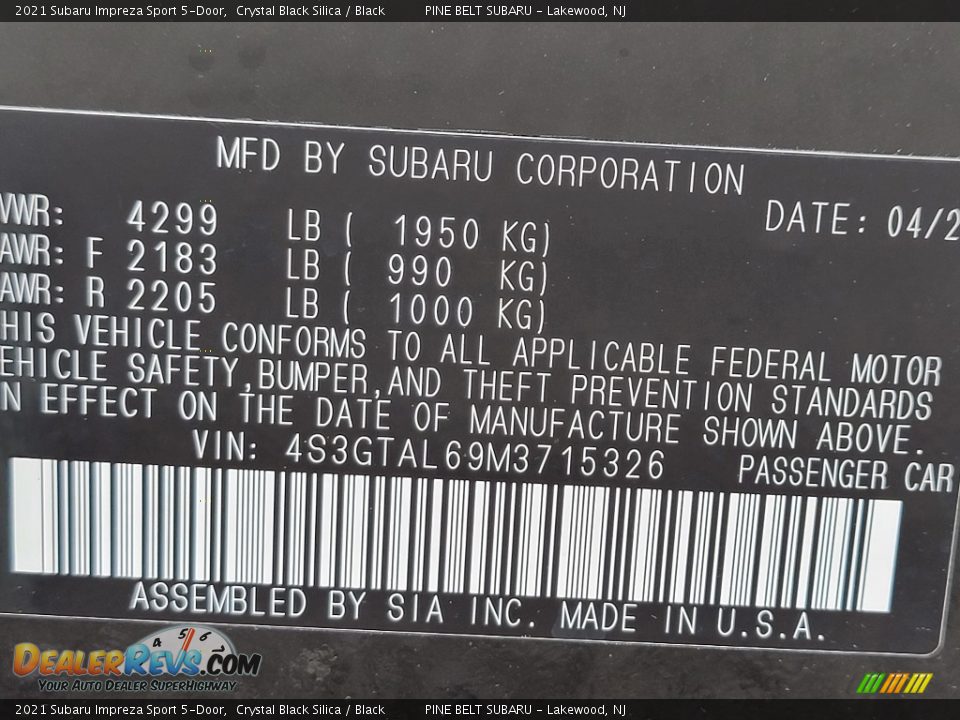 2021 Subaru Impreza Sport 5-Door, Crystal Black Silica / Black PINE BELT SUBARU - Lakewood, NJ
MFD BY SUBARU CORPORATION
VWR: 4299 LB ( 1950 KG) DATE: 04/2
AWR: F 2183 LB ( 990 KG)
AWR: R 2205 LB ( 1000 KG)
HIS VEHICLE CONFORMS TO ALL APPLICABLE FEDERAL MOTOR
EHICLE SAFETY,BUMPER,AND THEFT PREVENTION STANDARDS
N EFFECT ON THE DATE OF MANUFACTURE SHOWN ABOVE.
VIN: 4S3GTAL69M3715326 PASSENGER CAR
ASSEMBLED BY SIA INC. MADE IN U.S.A.
4 5 6
DEALERREVS.COM
YOUR AUTO DEALER SUPERHIGHWAY
2021 Subaru Impreza Sport 5-Door, Crystal Black Silica / Black PINE BELT SUBARU - Lakewood, NJ